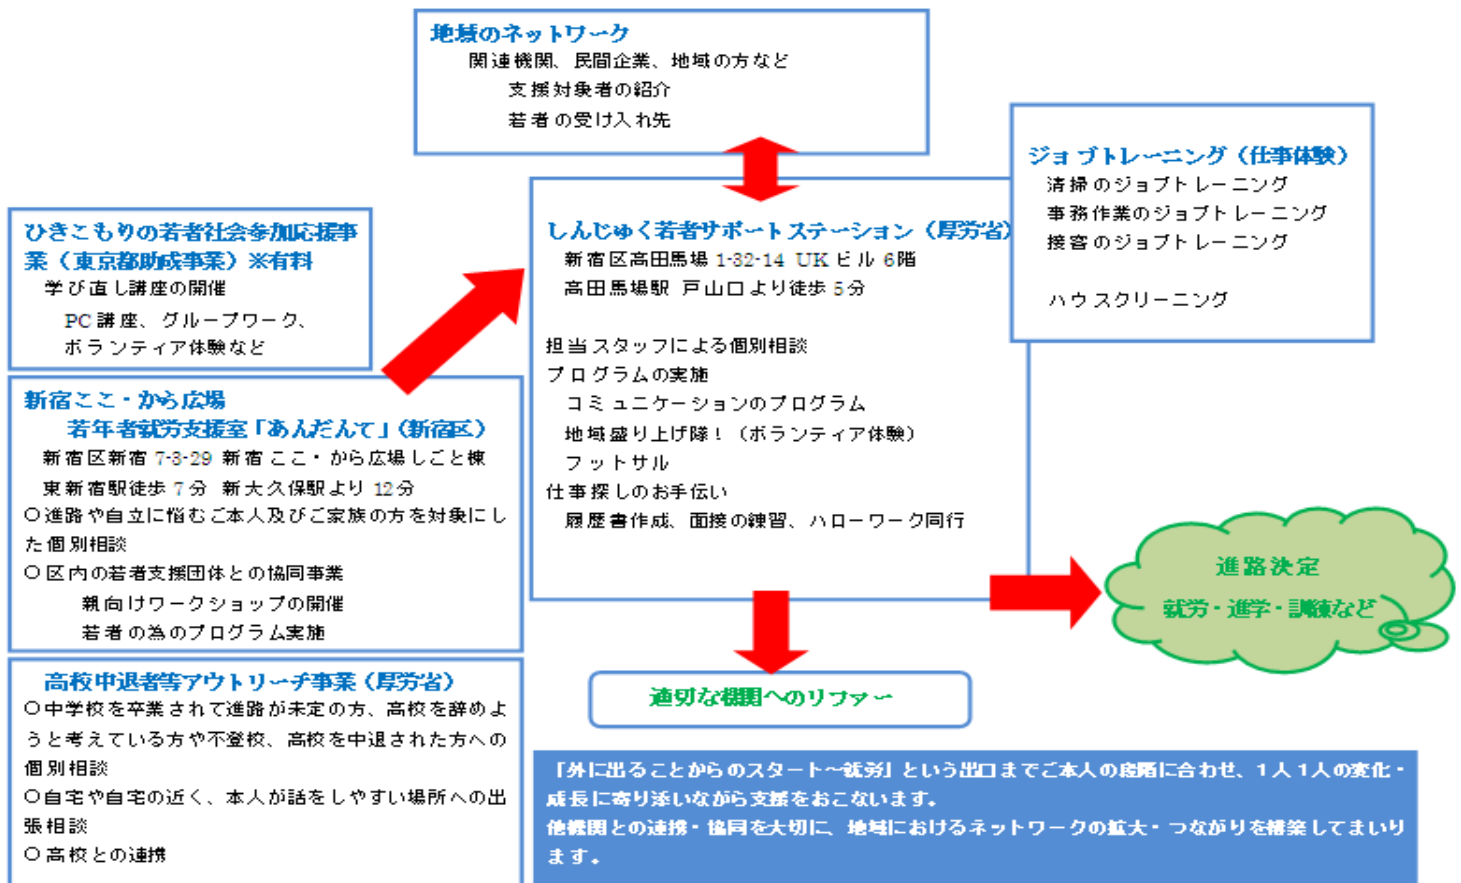 地域のネットワーク
関連機関、民間企業、地域の方など
支援対象者の紹介
若者の受け入れ先
ジョブトレーニング（仕事体験）
清掃のジョブトレーニング
事務作業のジョブトレーニング
接客のジョブトレーニング
ハウスクリーニング
ひきこもりの若者社会参加応援事
業（東京都助成事業）※有料
学び直し講座の開催
PC講座、グループワーク、
ボランティア体験など
しんじゅく若者サポートステーション（厚労省）
新宿区高田馬場 1-32-14 UK ビル 6階
高田馬場駅 戸山口より徒歩 5分
担当スタッフによる個別相談
プログラムの実施
コミュニケーションのプログラム
地域盛り上げ隊！（ボランティア体験）
フットサル
仕事探しのお手伝い
履歴書作成、面接の練習、ハローワーク同行
新宿ここ・から広場
若年者就労支援室「あんだんて」（新宿区）
新宿区新宿 7-3-29 新宿ここ・から広場しごと棟
東新宿駅徒歩 7分 新大久保駅より 12分
○進路や自立に悩むご本人及びご家族の方を対象にし
た個別相談
○区内の若者支援団体との協同事業
親向けワークショップの開催
若者の為のプログラム実施
高校中退者等アウトリーチ事業（厚労省）
○中学校を卒業されて進路が未定の方、高校を辞めよ
うと考えている方や不登校、高校を中退された方への
個別相談
○自宅や自宅の近く、本人が話をしやすい場所への出
張相談
○高校との連携
進路決定
就労・進学・訓練など
適切な機関へのリファー
「外に出ることからのスタート～就労」という出口までご本人の段階に合わせ、1人1人の変化・
成長に寄り添いながら支援をおこないます。
他機関との連携・協同を大切に、地域におけるネットワークの拡大・つながりを構築してまいり
ます。